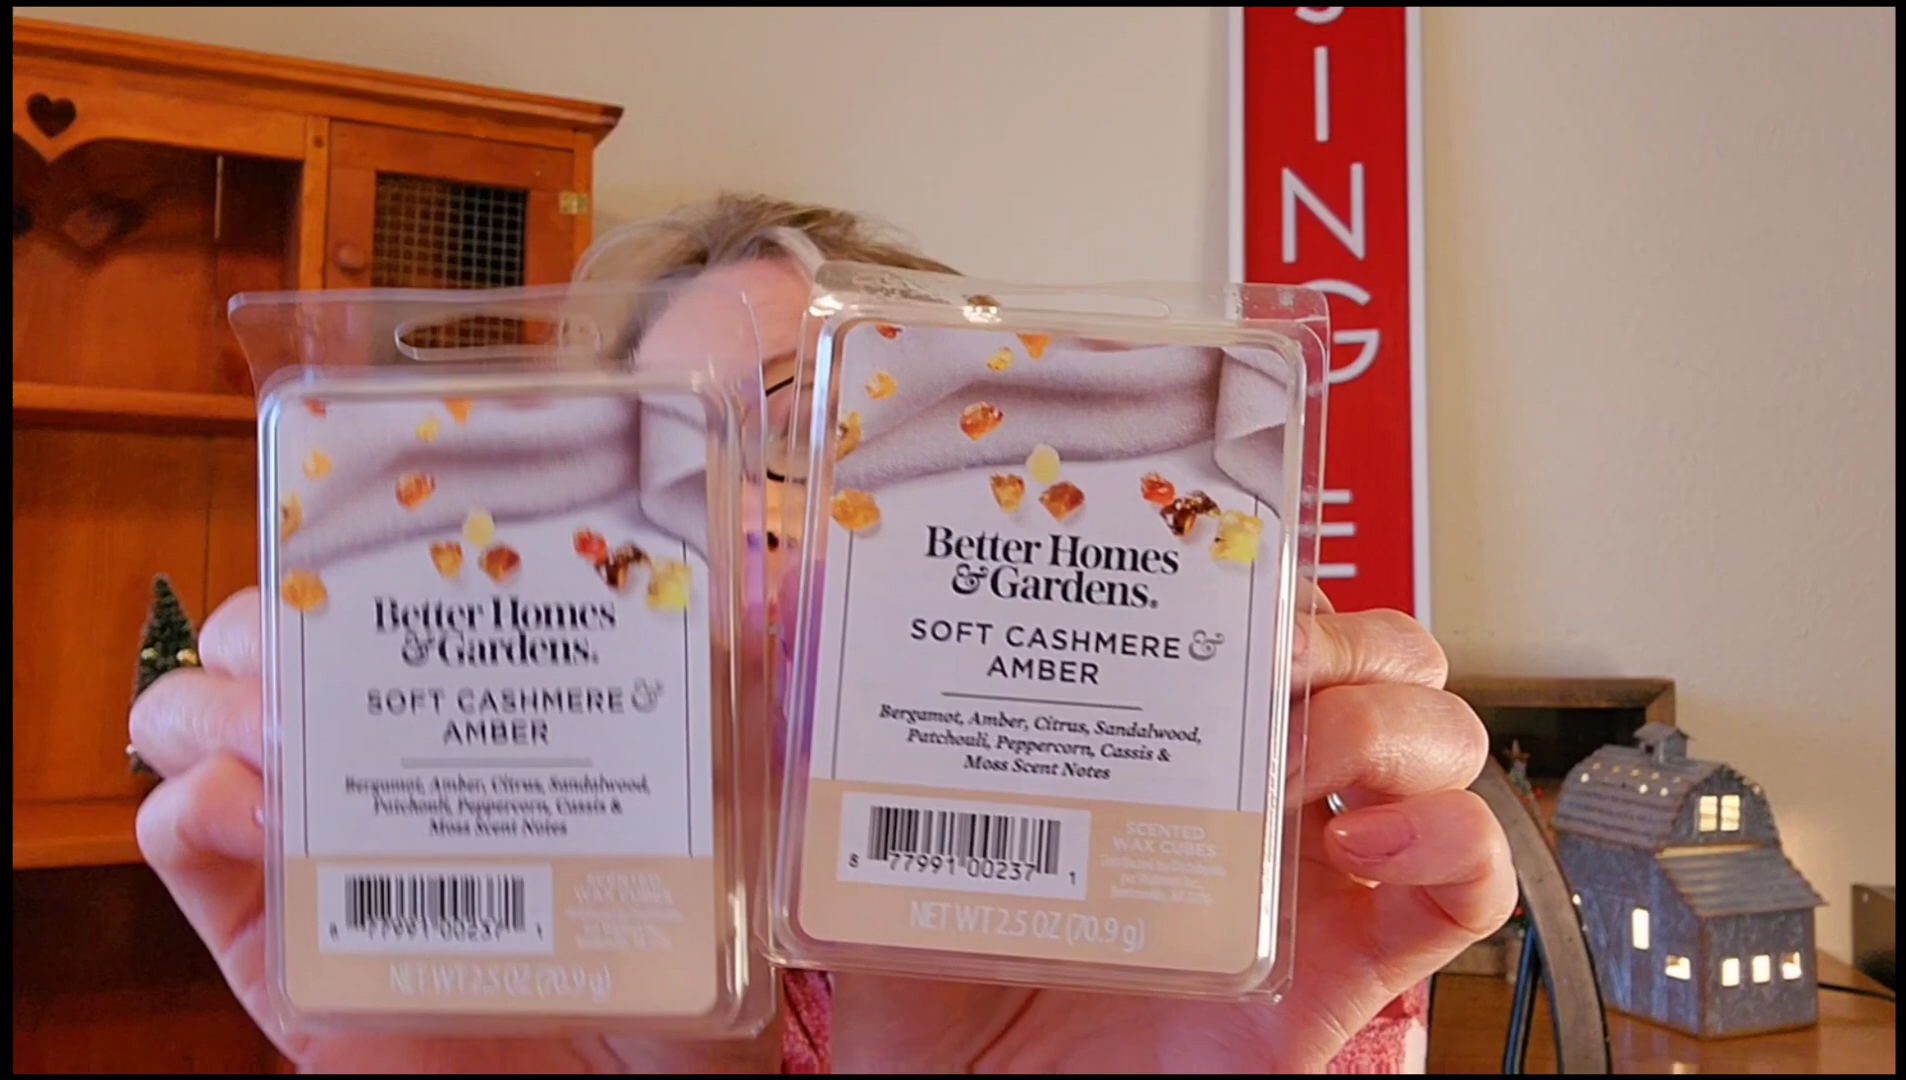 Better Homes
& Gardens.
SOFT CASHMERE &
AMBER
Bergamot, Amber, Citrus, Sandalwood,
Patchouli, Peppercorn, Cassis &
Moss Scent Notes
8 77991 00237 1
SCENTED
WAX CUBES
NET WT 2.5 OZ (70.9 g)
Better Homes
& Gardens.
SOFT CASHMERE &
AMBER
Bergamot, Amber, Citrus, Sandalwood,
Patchouli, Peppercorn, Cassis &
Moss Scent Notes
8 77991 00237 1
SCENTED
WAX CUBES
NET WT 2.5 OZ (70.9 g)
S
I
N
G